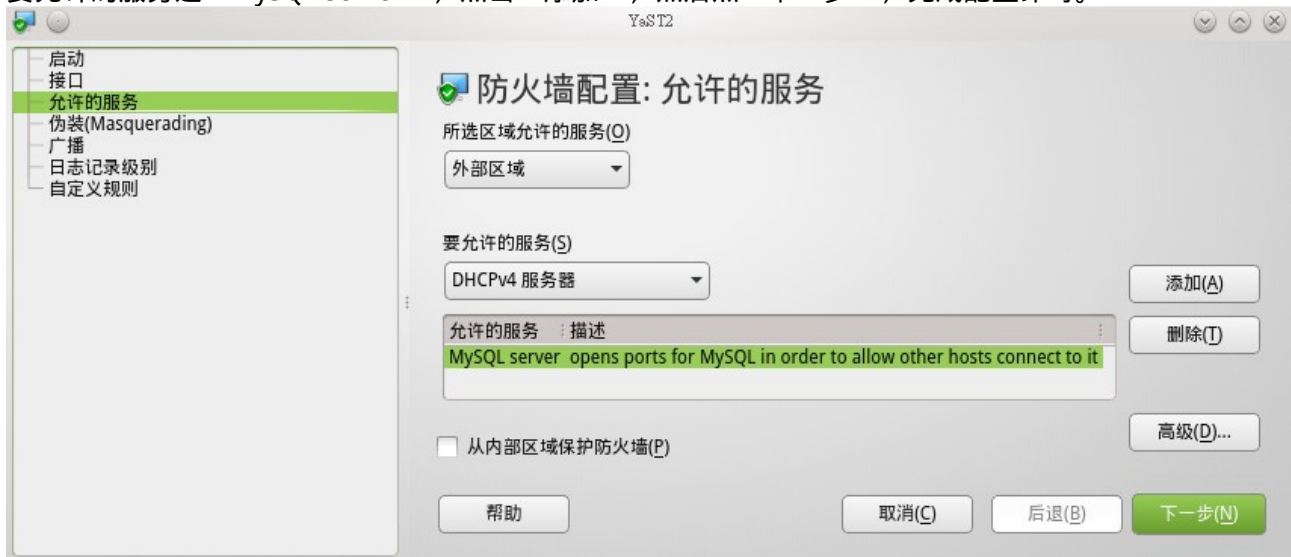 YaST2
启动
接口
允许的服务
伪装(Masquerading)
广播
日志记录级别
自定义规则
防火墙配置: 允许的服务
所选区域允许的服务(O)
外部区域
要允许的服务(S)
DHCPv4 服务器
添加(A)
允许的服务 描述
删除(T)
MySQL server opens ports for MySQL in order to allow other hosts connect to it
高级(D)...
从内部区域保护防火墙(P)
帮助
取消(C)
后退(B)
下一步(N)